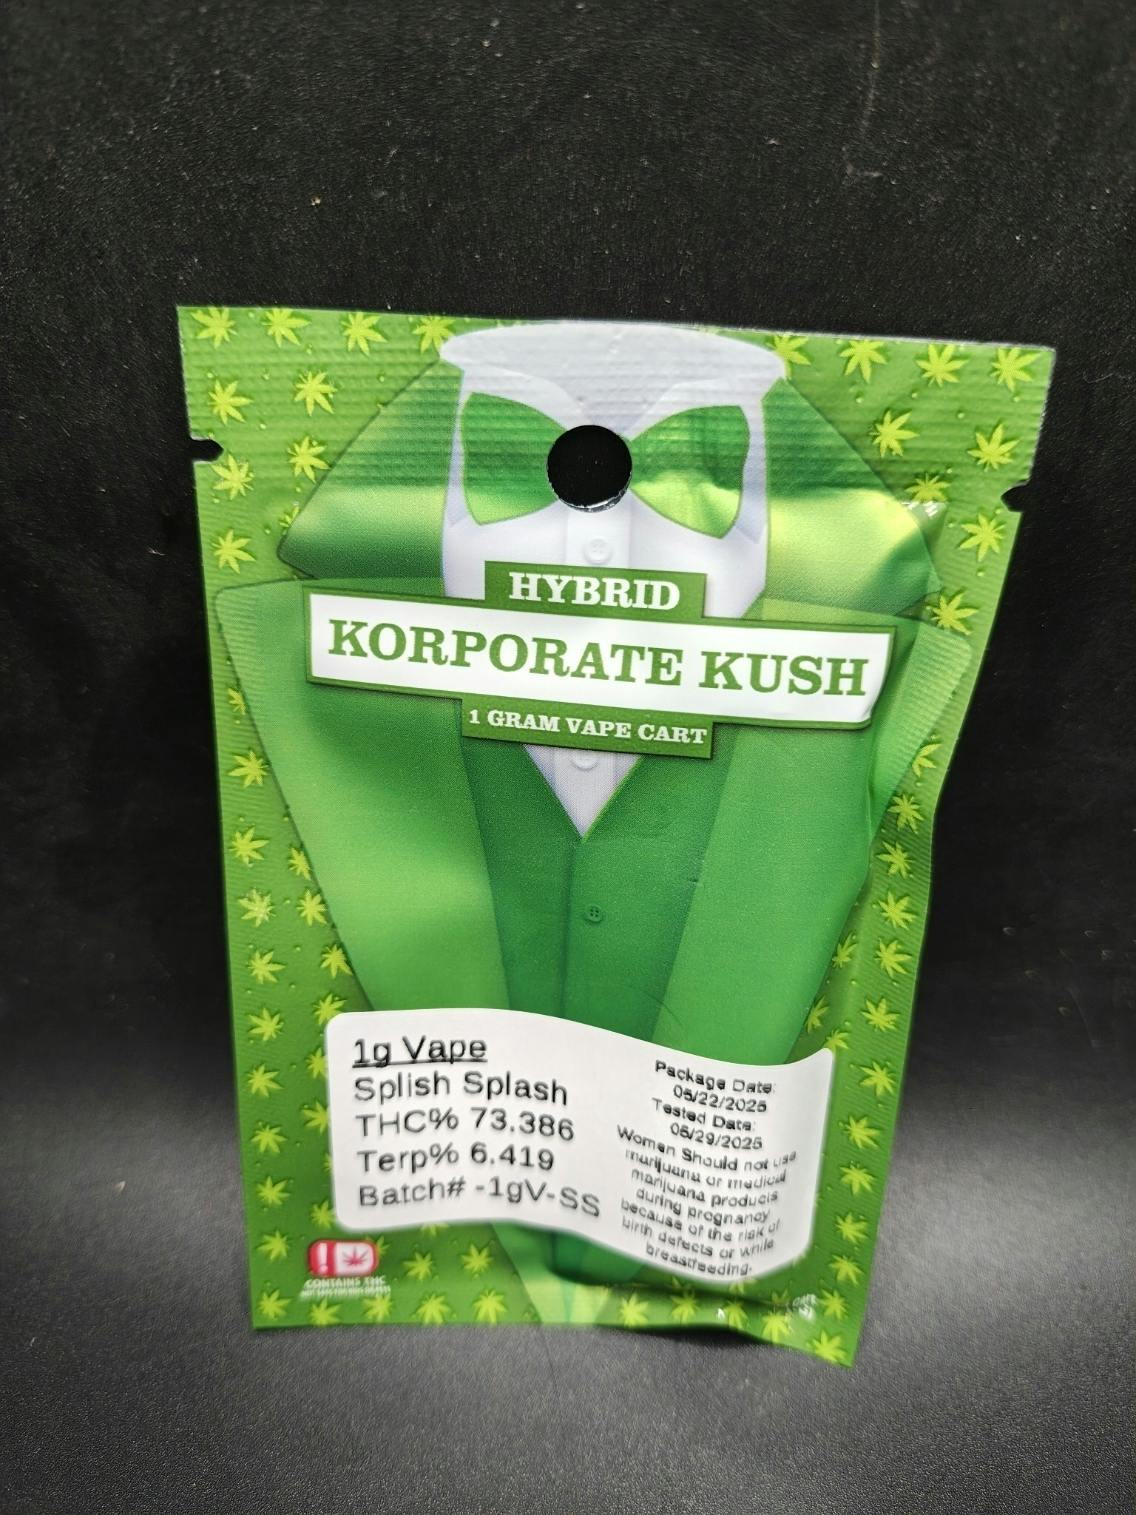 HYBRID
KORPORATE KUSH
1 GRAM VAPE CART
1g Vape
Splish Splash
THC% 73.386
Terp% 6.419
Batch# -1gV-SS
Package Date:
05/22/2025
Tested Date:
05/29/2025
Women Should not use
marijuana or medical
marijuana products
during pregnancy
because of the risk of
birth defects or while
breastfeeding.
CONTAINS THC